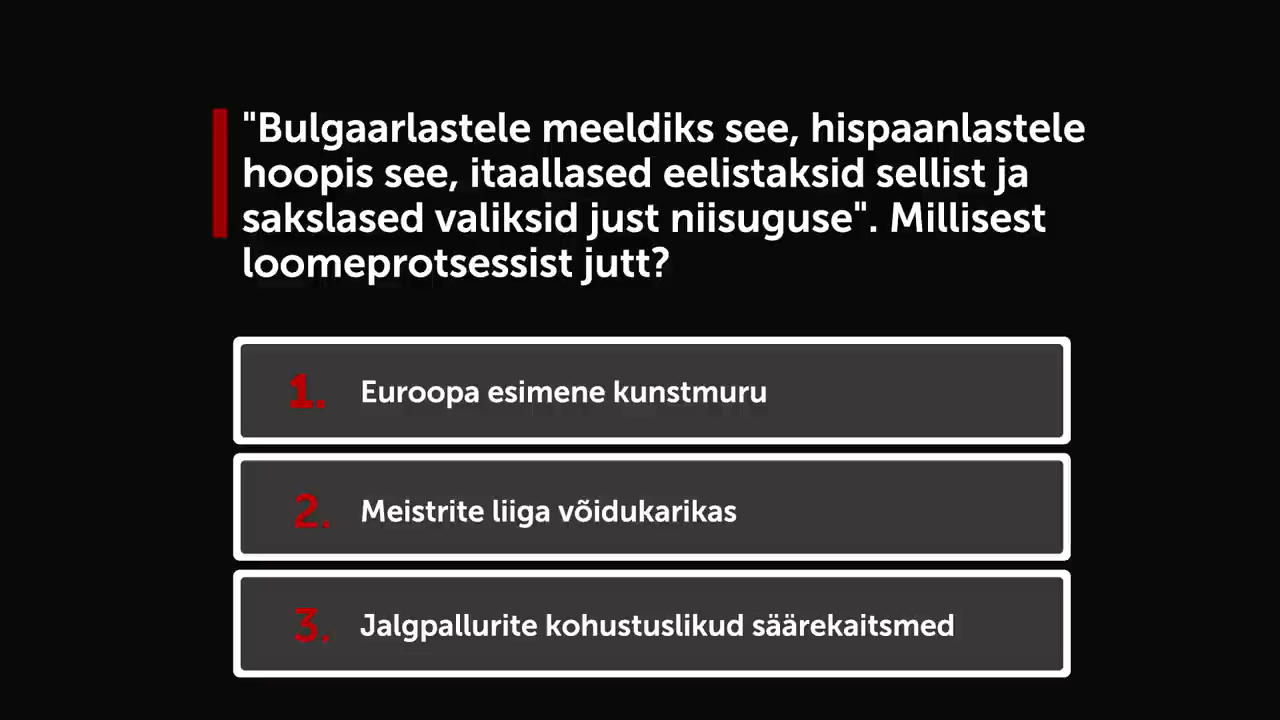 "Bulgaarlastele meeldiks see, hispaanlastele
hoopis see, itaallased eelistaksid sellist ja
sakslased valiksid just niisuguse". Millisest
loomeprotsessist jutt?
1. Euroopa esimene kunstmuru
2. Meistrite liiga võidukarikas
3. Jalgpallurite kohustuslikud säärekaitsmed